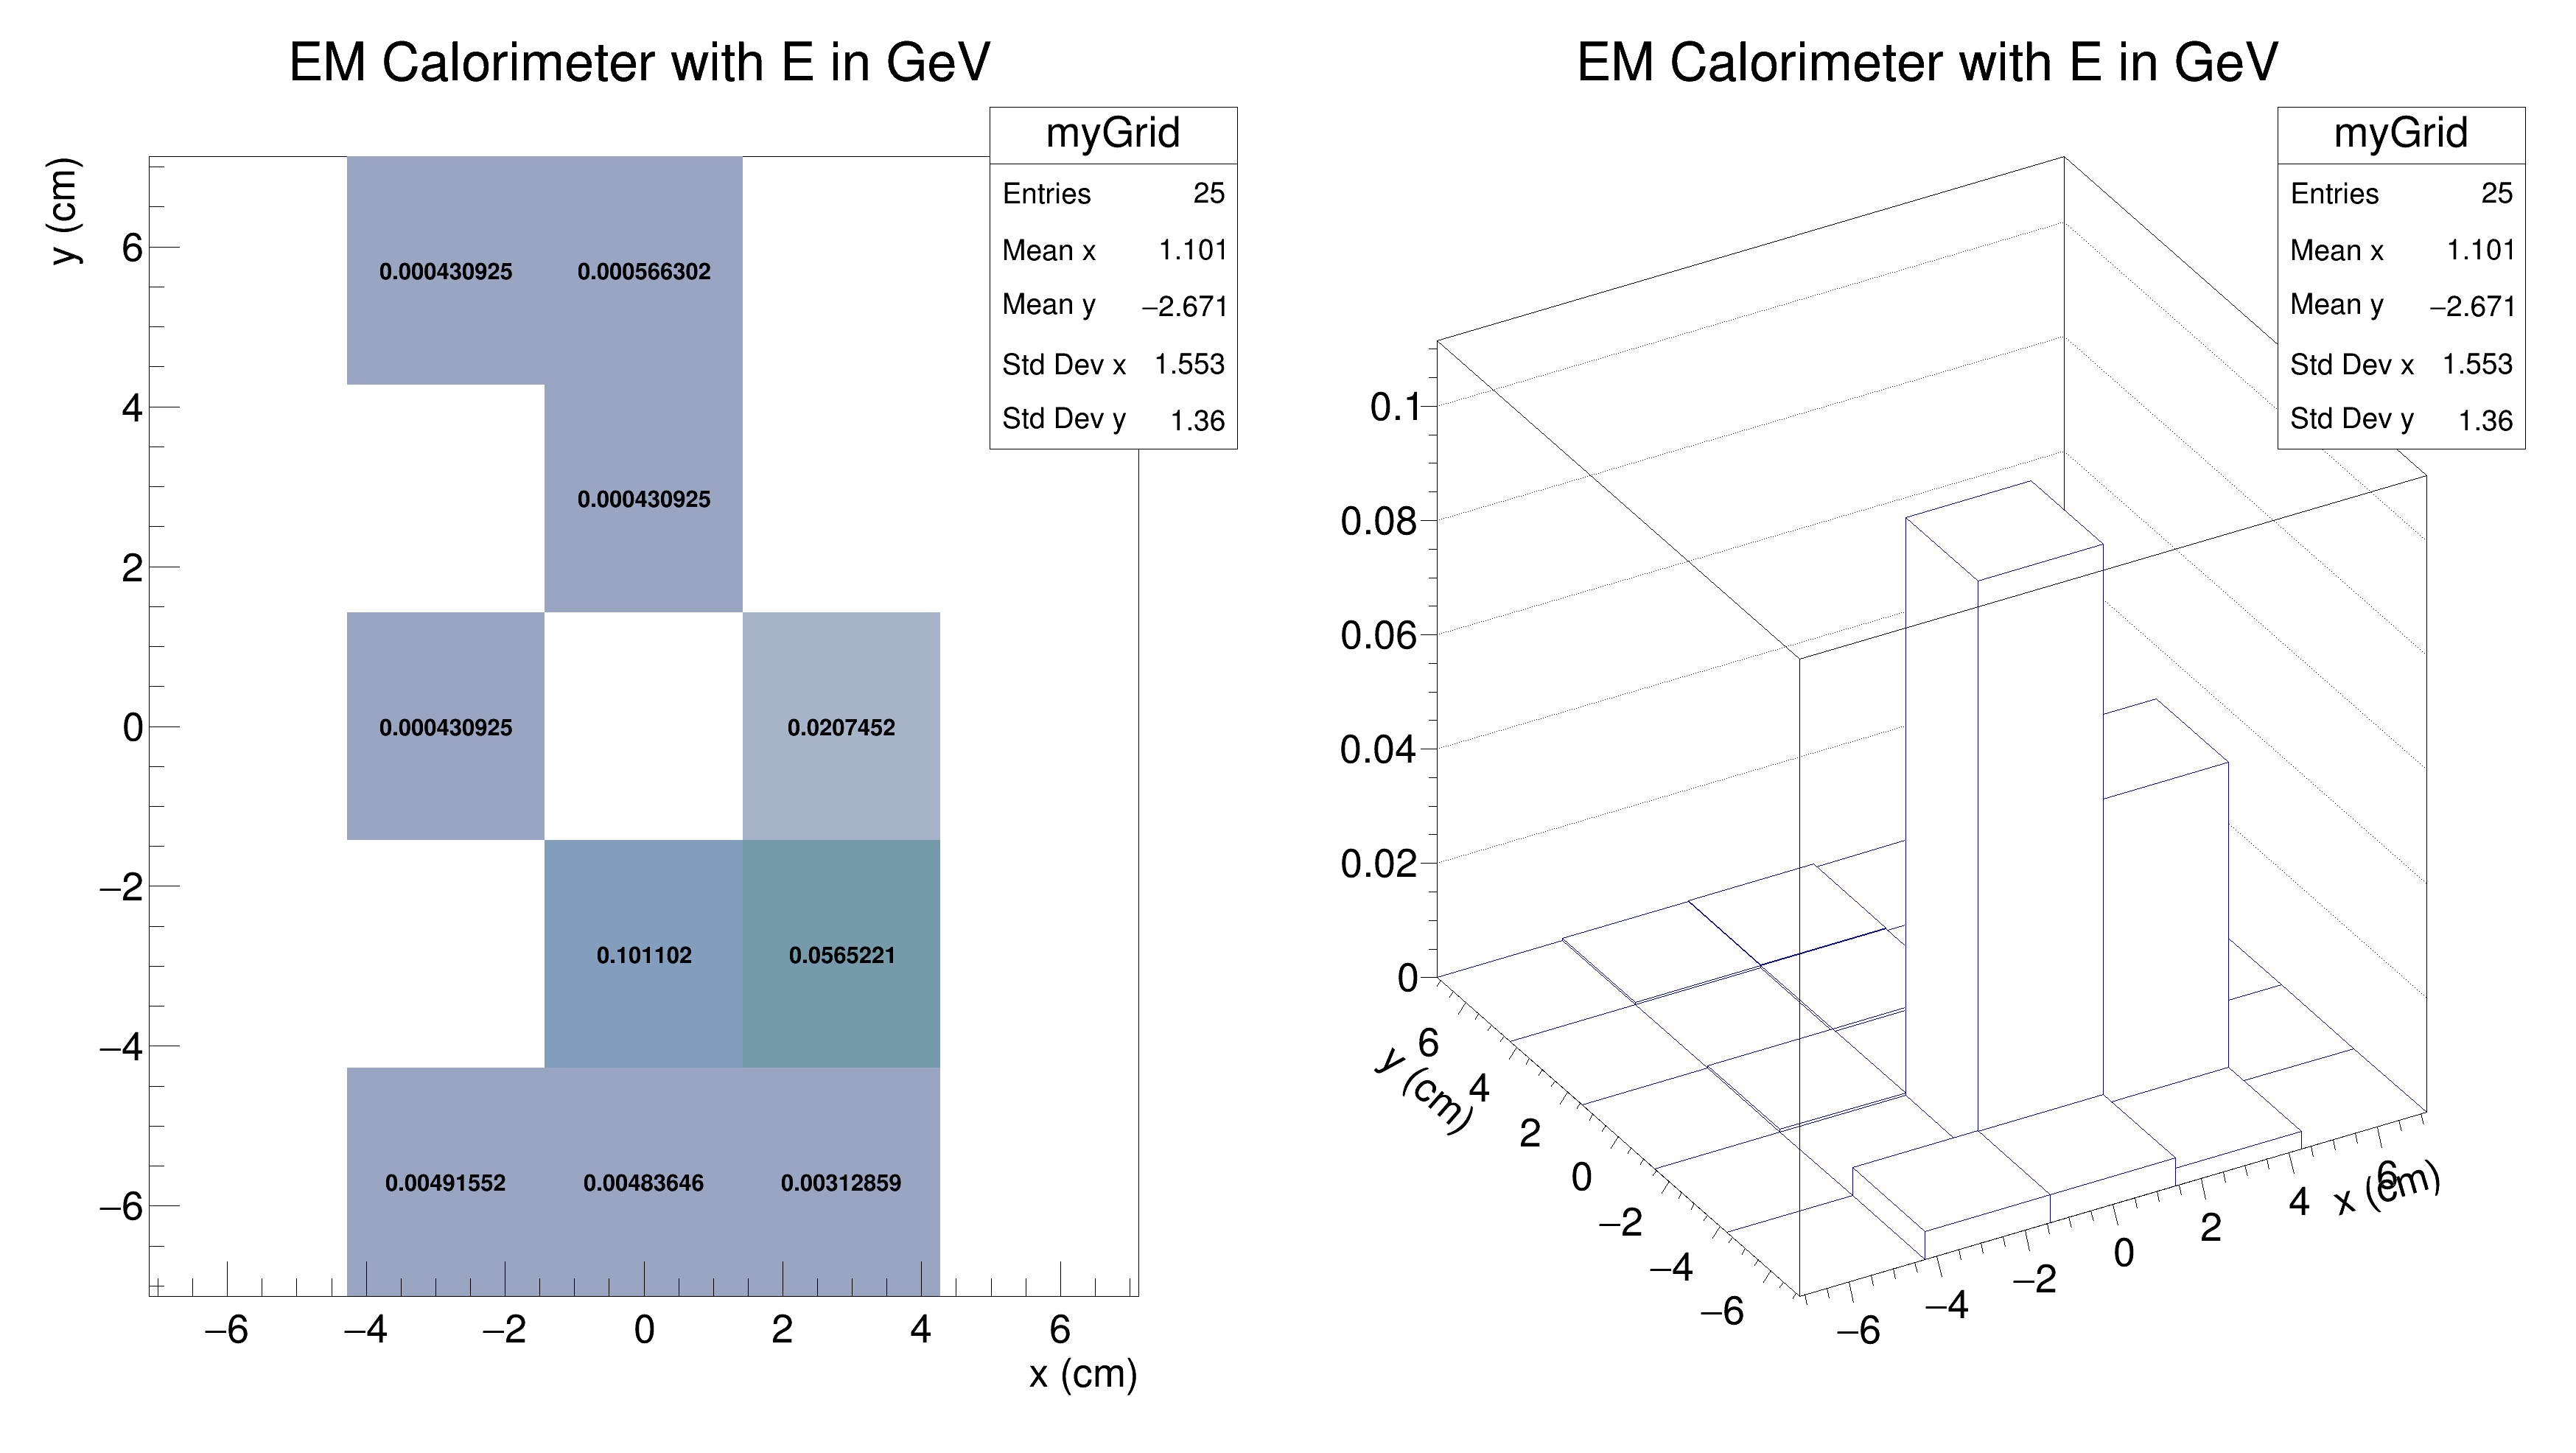 EM Calorimeter with E in GeV
myGrid
Entries 25
Mean x 1.101
Mean y −2.671
Std Dev x 1.553
Std Dev y 1.36
y (cm)
6
4
2
0
−2
−4
−6
0.000430925 0.000566302
0.000430925
0.000430925 0.0207452
0.101102 0.0565221
0.00491552 0.00483646 0.00312859
−6 −4 −2 0 2 4 6
x (cm)
EM Calorimeter with E in GeV
myGrid
Entries 25
Mean x 1.101
Mean y −2.671
Std Dev x 1.553
Std Dev y 1.36
0.1
0.08
0.06
0.04
0.02
0
y (cm)
6
4
2
0
−2
−4
−6
−6 −4 −2 0 2 4 6
x (cm)